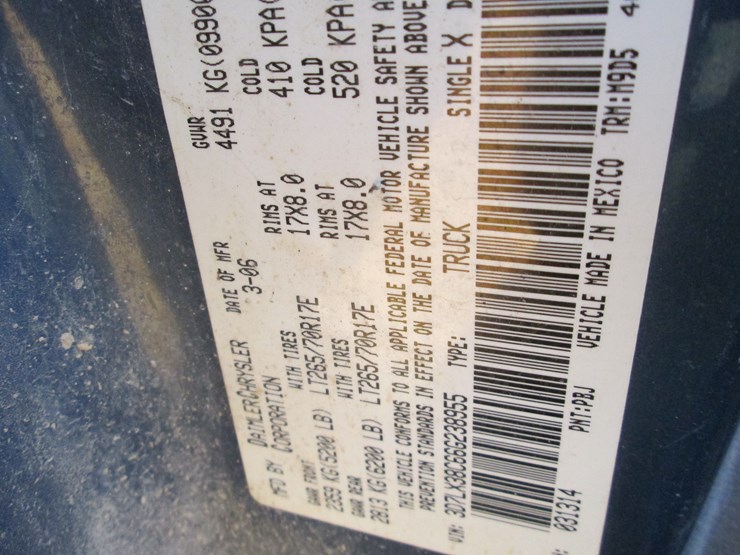 MFD BY DAIMLERCHRYSLER CORPORATION DATE OF MFR 3-06 GVWR 4491 KG(0990
GAWR FRONT 2359 KG(5200 LB) WITH TIRES LT265/70R17E RIMS AT 17X8.0 COLD 410 KPA(
GAWR REAR 2813 KG(6200 LB) WITH TIRES LT265/70R17E RIMS AT 17X8.0 COLD 520 KPA(
THIS VEHICLE CONFORMS TO ALL APPLICABLE FEDERAL MOTOR VEHICLE SAFETY A
PREVENTION STANDARDS IN EFFECT ON THE DATE OF MANUFACTURE SHOWN ABOVE
VIN: 3D7LX38C66G238955 TYPE: TRUCK SINGLE X D
031314 PNT:PBJ VEHICLE MADE IN MEXICO TRM:M9D5 4